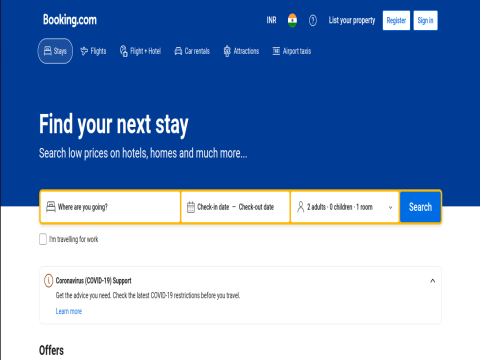 Booking.com
INR
List your property
Register
Sign in
Stays
Flights
Flight + Hotel
Car rentals
Attractions
Airport taxis
Find your next stay
Search low prices on hotels, homes and much more...
Where are you going?
Check-in date — Check-out date
2 adults · 0 children · 1 room
Search
I'm travelling for work
Coronavirus (COVID-19) Support
Get the advice you need. Check the latest COVID-19 restrictions before you travel.
Learn more
Offers